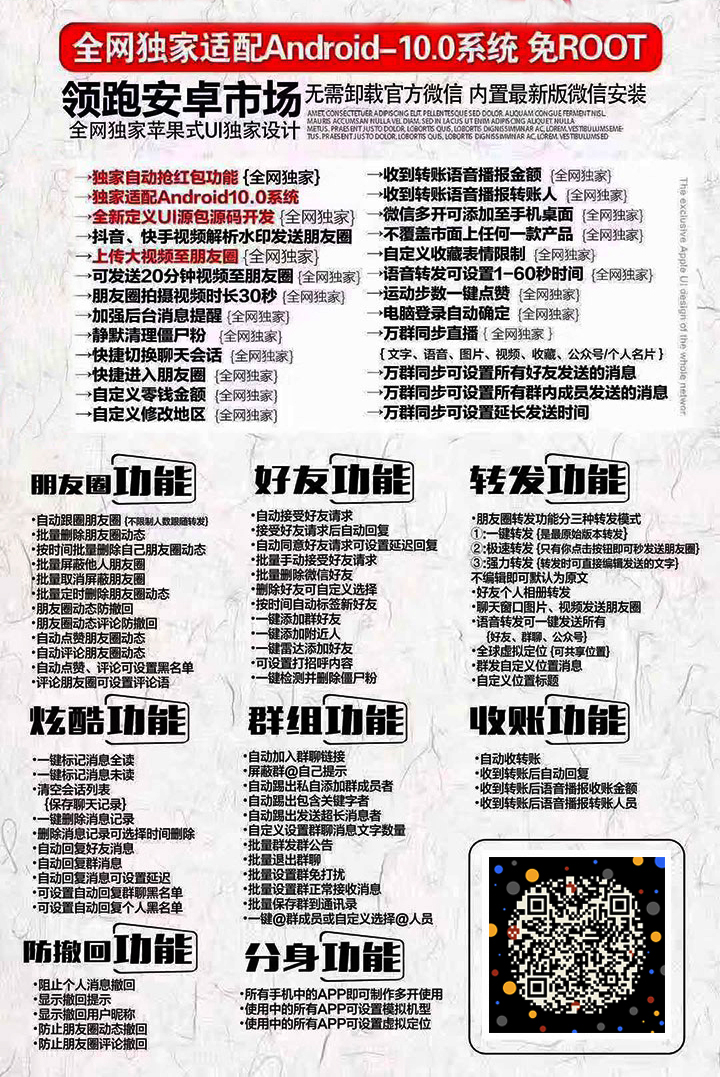 全网独家适配Android-10.0系统 免ROOT
领跑安卓市场
无需卸载官方微信 内置最新版微信安装
全网独家苹果式UI独家设计
AMET, CONSECTETUER ADIPISCING ELIT. PELLENTESQUE SED DOLOR. ALIQUAM CONGUE FERMENT NISL.
MAURIS ACCUMSAN NULLA VEL DIAM. SED IN LACUS UT ENIM ADIPISCING ALIQUET. NULLA
METUS. PRAESENT JUSTO DOLOR, LOBORTIS QUIS, LOBORTIS DIGNISSIMVINAR AC, LOREM. VESTIBULUMSEME-
TUS. PRAESENT JUSTO DOLOR, LOBORTIS QUIS, LOBORTIS DIGNISSIMVINAR AC, LOREM. VESTIBULUMSED
→独家自动抢红包功能 {全网独家}
→独家适配Android10.0系统
→全新定义UI源包源码开发 {全网独家}
→抖音、快手视频解析水印发送朋友圈
→上传大视频至朋友圈 {全网独家}
→可发送20分钟视频至朋友圈 {全网独家}
→朋友圈拍摄视频时长30秒 {全网独家}
→加强后台消息提醒 {全网独家}
→静默清理僵尸粉 {全网独家}
→快捷切换聊天会话 {全网独家}
→快捷进入朋友圈 {全网独家}
→自定义零钱金额 {全网独家}
→自定义修改地区 {全网独家}
→收到转账语音播报金额 {全网独家}
→收到转账语音播报转账人 {全网独家}
→微信多开可添加至手机桌面 {全网独家}
→不覆盖市面上任何一款产品 {全网独家}
→自定义收藏表情限制 {全网独家}
→语音转发可设置1-60秒时间 {全网独家}
→运动步数一键点赞 {全网独家}
→电脑登录自动确定 {全网独家}
→万群同步直播 { 全网独家 }
{ 文字、语音、图片、视频、收藏、公众号/个人名片 }
→万群同步可设置所有好友发送的消息
→万群同步可设置所有群内成员发送的消息
→万群同步可设置延长发送时间
The exclusive Apple UI design of the whole networ.
朋友圈功能
·自动跟圈朋友圈 {不限制人数跟随转发}
·批量删除朋友圈动态
·按时间批量删除自己朋友圈动态
·批量屏蔽他人朋友圈
·批量取消屏蔽朋友圈
·批量定时删除朋友圈动态
·朋友圈动态防撤回
·朋友圈动态评论防撤回
·自动点赞朋友圈动态
·自动评论朋友圈动态
·自动点赞、评论可设置黑名单
·评论朋友圈可设置评论语
好友功能
·自动接受好友请求
·接受好友请求后自动回复
·自动同意好友请求可设置延迟回复
·批量手动接受好友请求
·批量删除微信好友
·删除好友可自定义选择
·按时间自动标签新好友
·一键添加群好友
·一键添加附近人
·一键雷达添加好友
·可设置打招呼内容
·一键检测并删除僵尸粉
转发功能
·朋友圈转发功能分三种转发模式
①:一键转发 {是最原始版本转发}
②:极速转发 {只有你点击按钮即可秒发送朋友圈}
③:强力转发 {转发时可直接编辑发送的文字}
不编辑即可默认为原文
·好友个人相册转发
·聊天窗口图片、视频发送朋友圈
·语音转发可一键发送所有
{好友、群聊、公众号}
·全球虚拟定位 {可共享位置}
·群发自定义位置消息
·自定义位置标题
炫酷功能
·一键标记消息全读
·一键标记消息未读
·清空会话列表
{保存聊天记录}
·一键删除消息记录
·删除消息记录可选择时间删除
·自动回复好友消息
·自动回复群消息
·自动回复消息可设置延迟
·可设置自动回复群聊黑名单
·可设置自动回复个人黑名单
群组功能
·自动加入群聊链接
·屏蔽群@自己提示
·自动踢出私自添加群成员者
·自动踢出包含关键字者
·自动踢出发送超长消息者
·自定义设置群聊消息文字数量
·批量群发群公告
·批量退出群聊
·批量设置群免打扰
·批量设置群正常接收消息
·批量保存群到通讯录
·一键@群成员或自定义选择@人员
收账功能
·自动收转账
·收到转账后自动回复
·收到转账后语音播报收账金额
·收到转账后语音播报转账人员
防撤回功能
·阻止个人消息撤回
·显示撤回提示
·显示撤回用户昵称
·防止朋友圈动态撤回
·防止朋友圈评论撤回
分身功能
·所有手机中的APP即可制作多开使用
·使用中的所有APP可设置模拟机型
·使用中的所有APP可设置虚拟定位